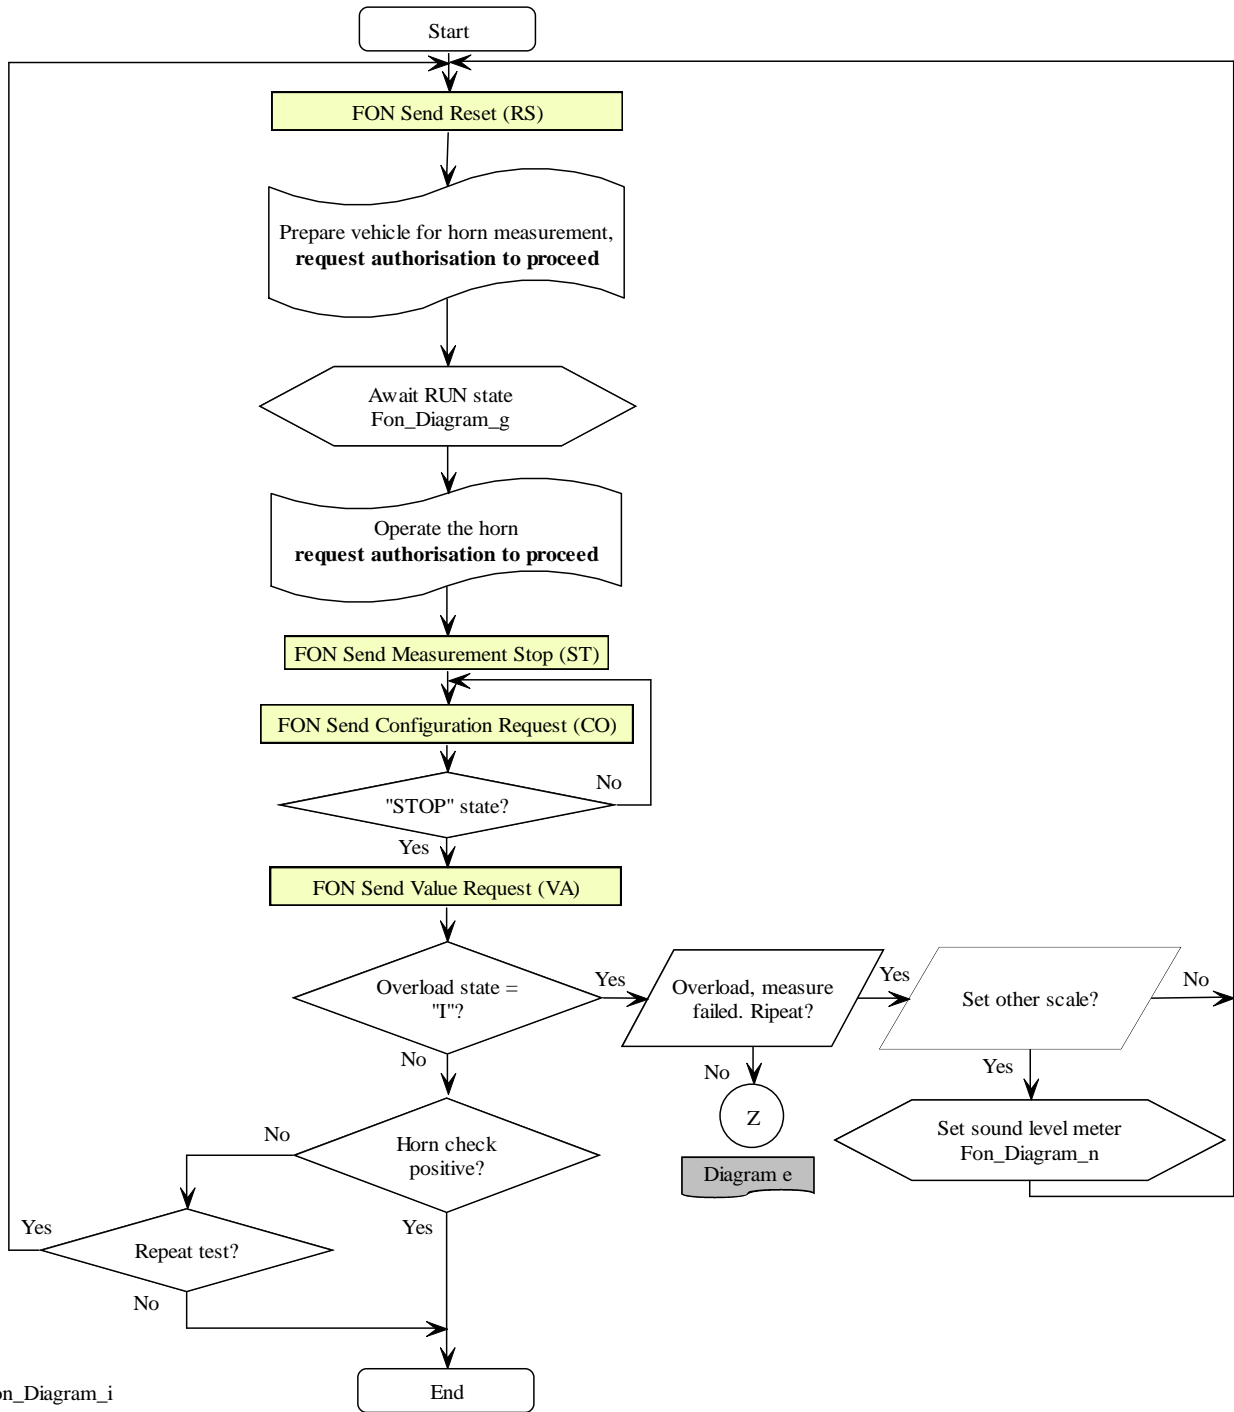 Start
FON Send Reset (RS)
Prepare vehicle for horn measurement,
request authorisation to proceed
Await RUN state
Fon_Diagram_g
Operate the horn
request authorisation to proceed
FON Send Measurement Stop (ST)
FON Send Configuration Request (CO)
No
"STOP" state?
Yes
FON Send Value Request (VA)
Overload state =
"I"?
Yes
Overload, measure
failed. Ripeat?
Yes
Set other scale?
No
No
No
Yes
Z
Set sound level meter
Fon_Diagram_n
No
Horn check
positive?
Diagram e
Yes
Yes
Repeat test?
No
End
on_Diagram_i